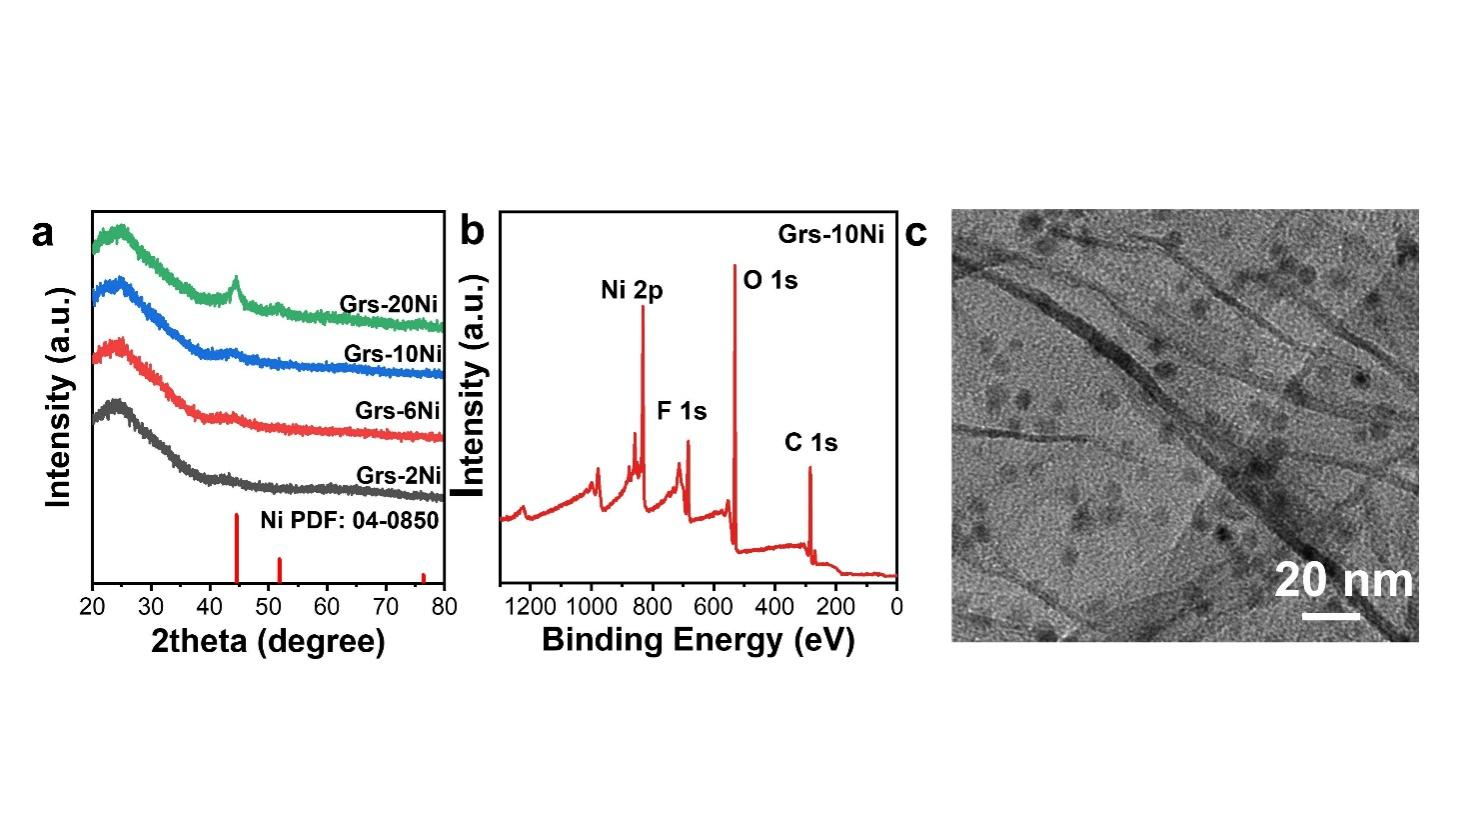 a
Intensity (a.u.)
Grs-20Ni
Grs-10Ni
Grs-6Ni
Grs-2Ni
Ni PDF: 04-0850
20 30 40 50 60 70 80
2theta (degree)
b
Intensity (a.u.)
Grs-10Ni
Ni 2p
O 1s
F 1s
C 1s
1200 1000 800 600 400 200 0
Binding Energy (eV)
c
20 nm